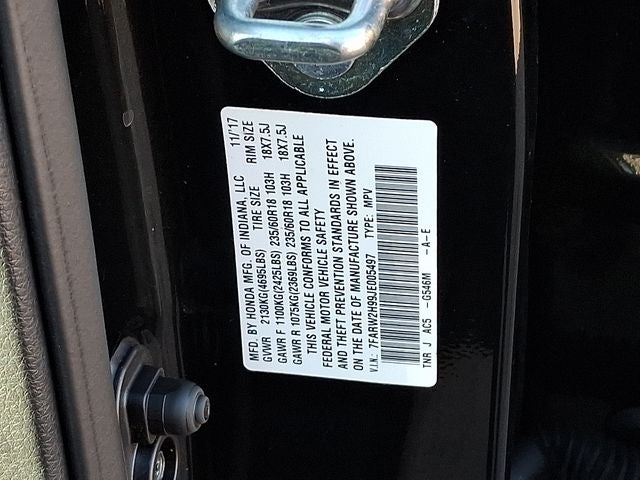 MFD. BY HONDA MFG. OF INDIANA, LLC 11/'17
GVWR 2130KG(4695LBS) TIRE SIZE RIM SIZE
GAWR F 1100KG(2425LBS) 235/60R18 103H 18X7.5J
GAWR R 1075KG(2369LBS) 235/60R18 103H 18X7.5J
THIS VEHICLE CONFORMS TO ALL APPLICABLE
FEDERAL MOTOR VEHICLE SAFETY
AND THEFT PREVENTION STANDARDS IN EFFECT
ON THE DATE OF MANUFACTURE SHOWN ABOVE.
V.I.N.: 7FARW2H99JE005497 TYPE: MPV
TNR J AC5 -G546M -A-E